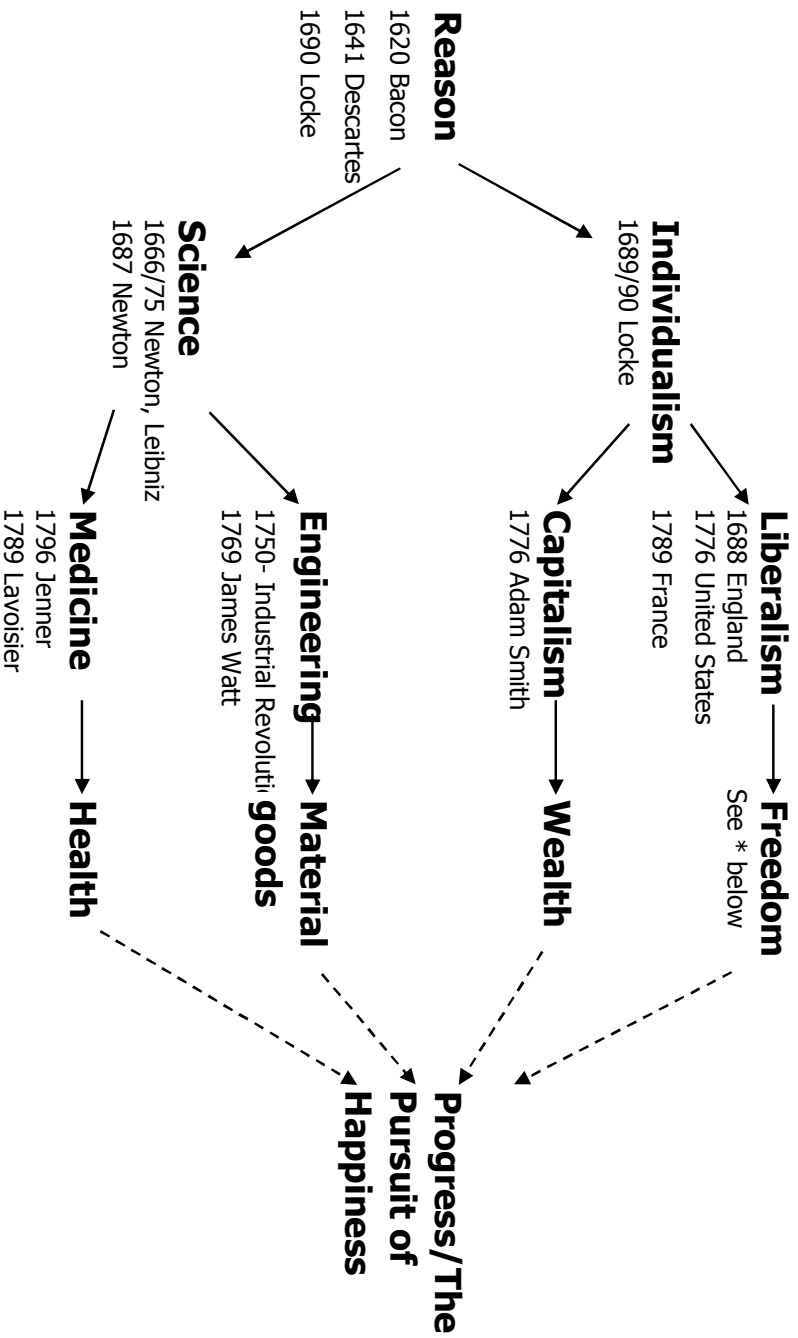 Reason
1620 Bacon
1641 Descartes
1690 Locke
Individualism
1689/90 Locke
Science
1666/75 Newton, Leibniz
1687 Newton
Liberalism
1688 England
1776 United States
1789 France
Capitalism
1776 Adam Smith
Engineering
1750- Industrial Revoluti
1769 James Watt
Medicine
1796 Jenner
1789 Lavoisier
Freedom
See * below
Wealth
Material
goods
Health
Progress/The
Pursuit of
Happiness